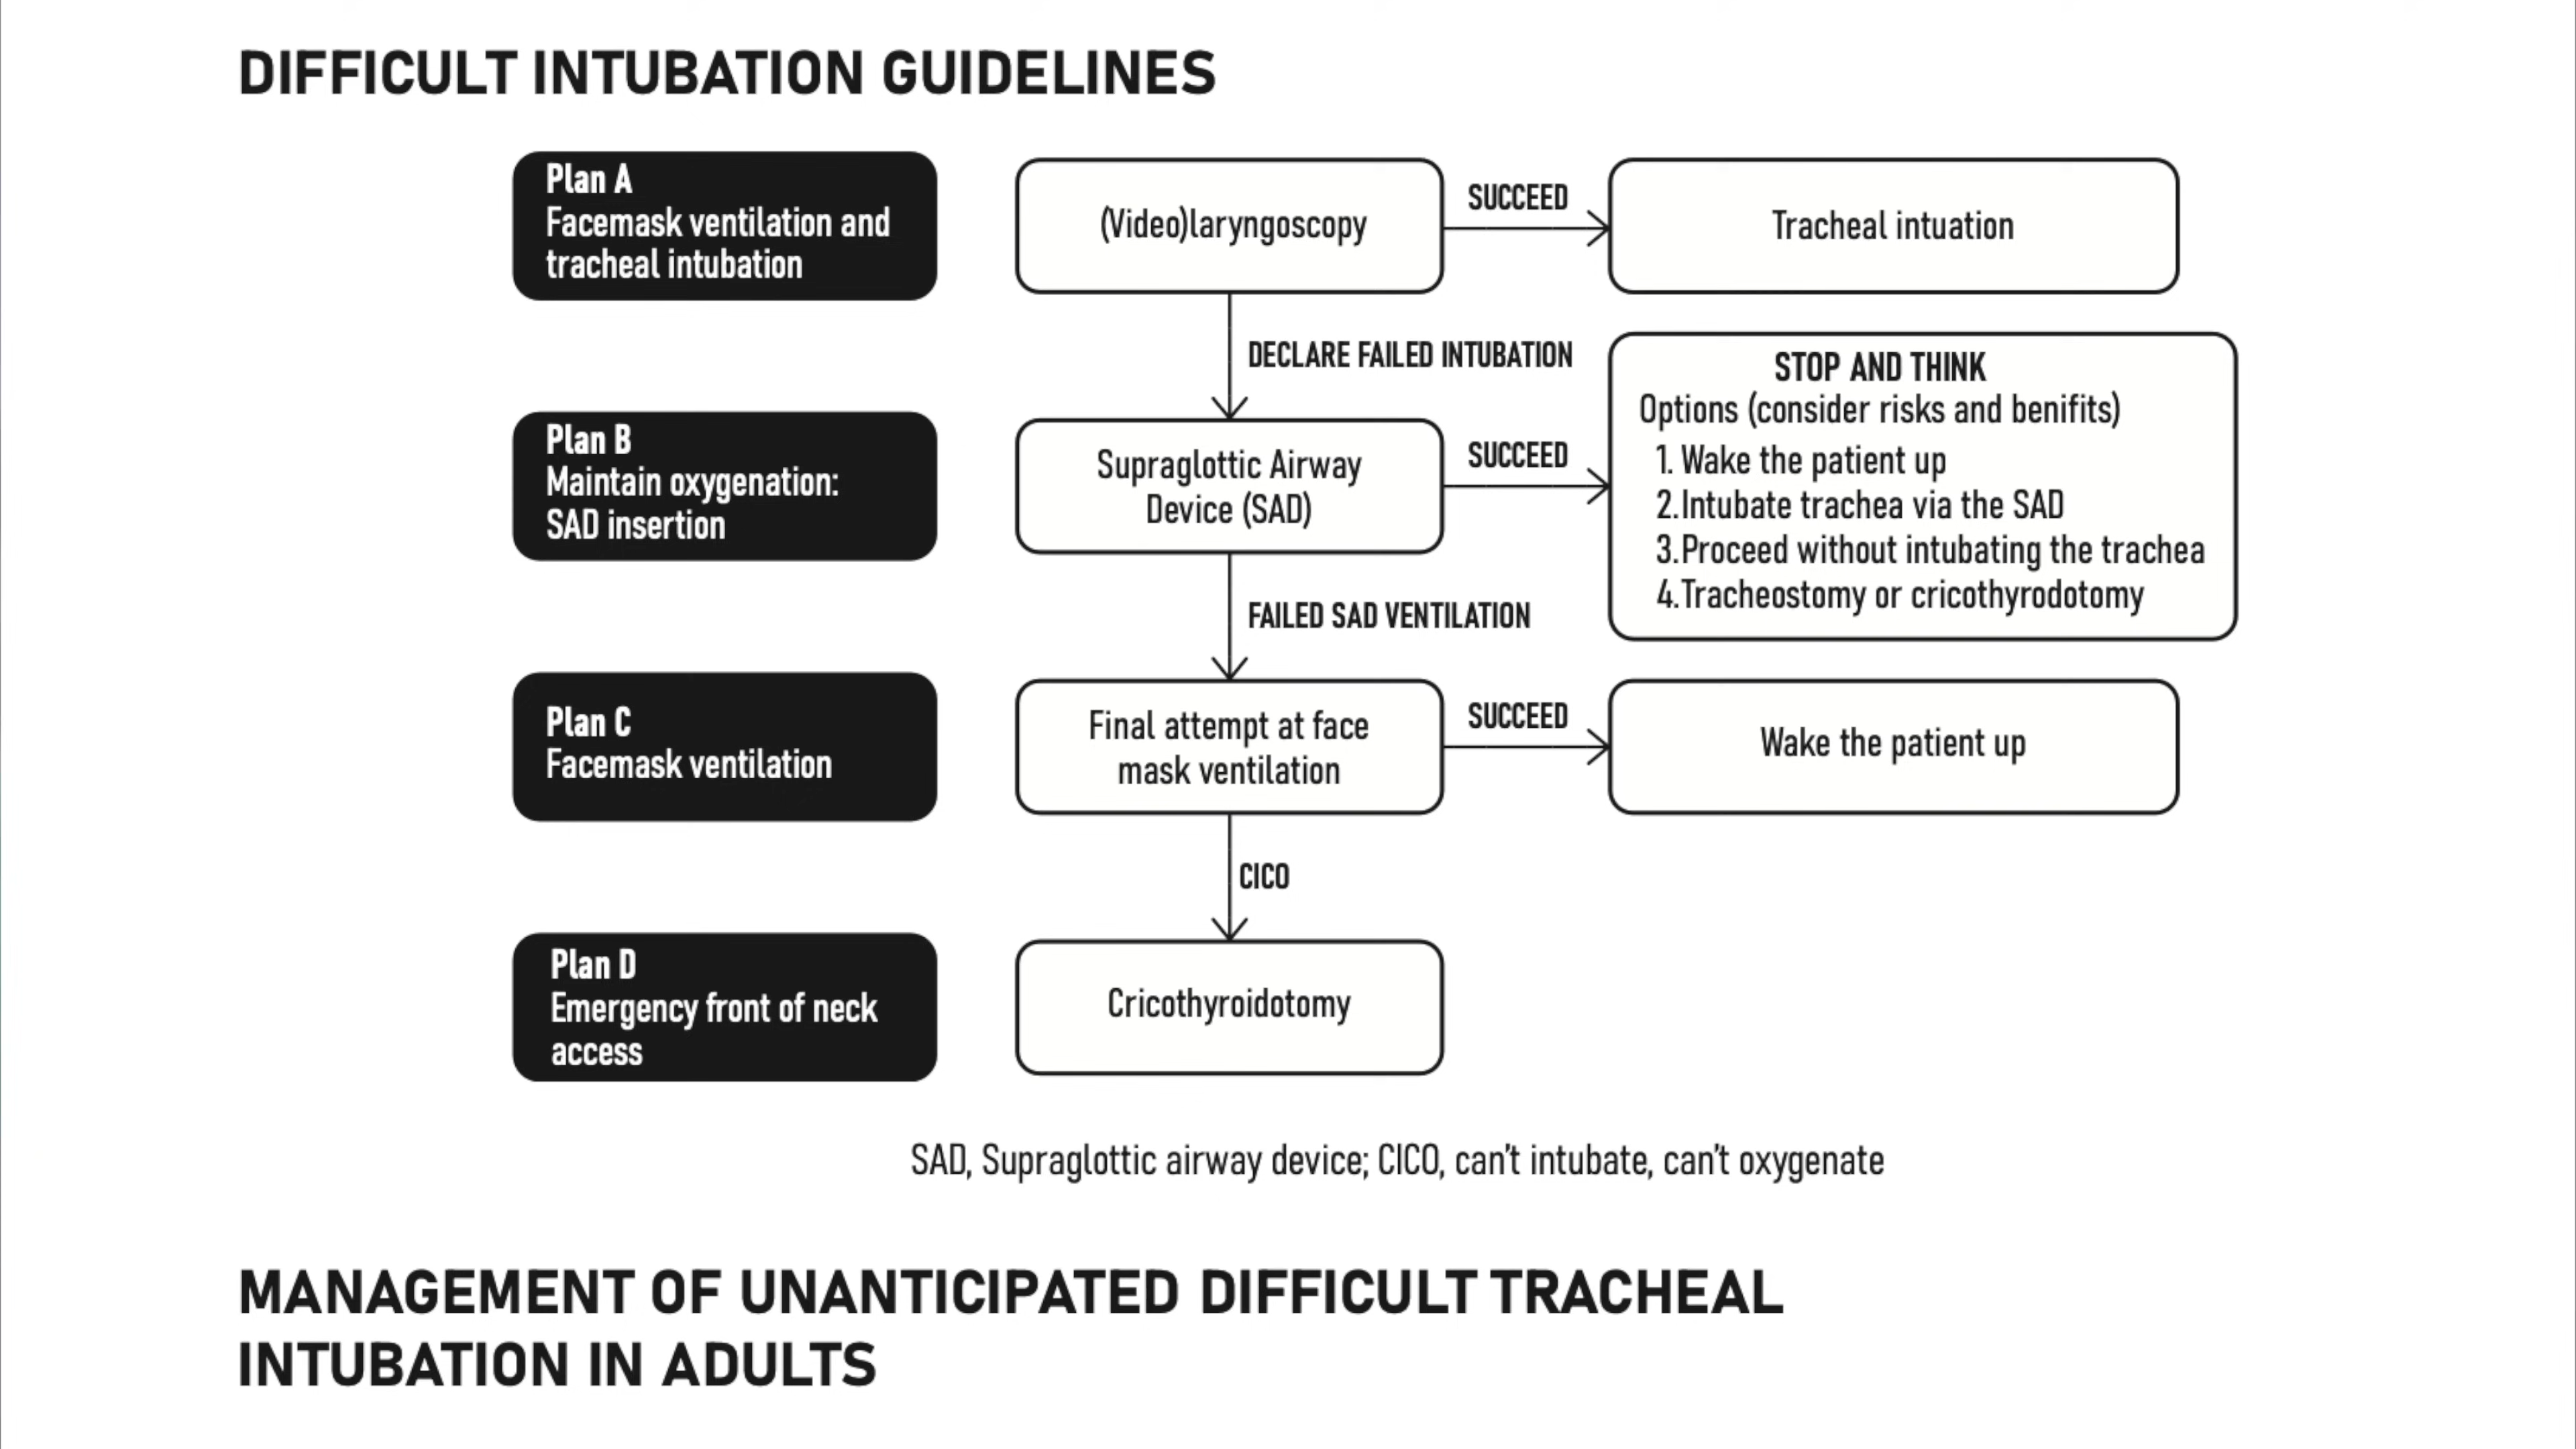 DIFFICULT INTUBATION GUIDELINES
Plan A
Facemask ventilation and
tracheal intubation
(Video)laryngoscopy
SUCCEED
Tracheal intuation
DECLARE FAILED INTUBATION
Plan B
Maintain oxygenation:
SAD insertion
Supraglottic Airway
Device (SAD)
SUCCEED
STOP AND THINK
Options (consider risks and benifits)
1. Wake the patient up
2.Intubate trachea via the SAD
3.Proceed without intubating the trachea
4.Tracheostomy or cricothyrodotomy
FAILED SAD VENTILATION
Plan C
Facemask ventilation
Final attempt at face
mask ventilation
SUCCEED
Wake the patient up
CICO
Plan D
Emergency front of neck
access
Cricothyroidotomy
SAD, Supraglottic airway device; CICO, can't intubate, can't oxygenate
MANAGEMENT OF UNANTICIPATED DIFFICULT TRACHEAL
INTUBATION IN ADULTS